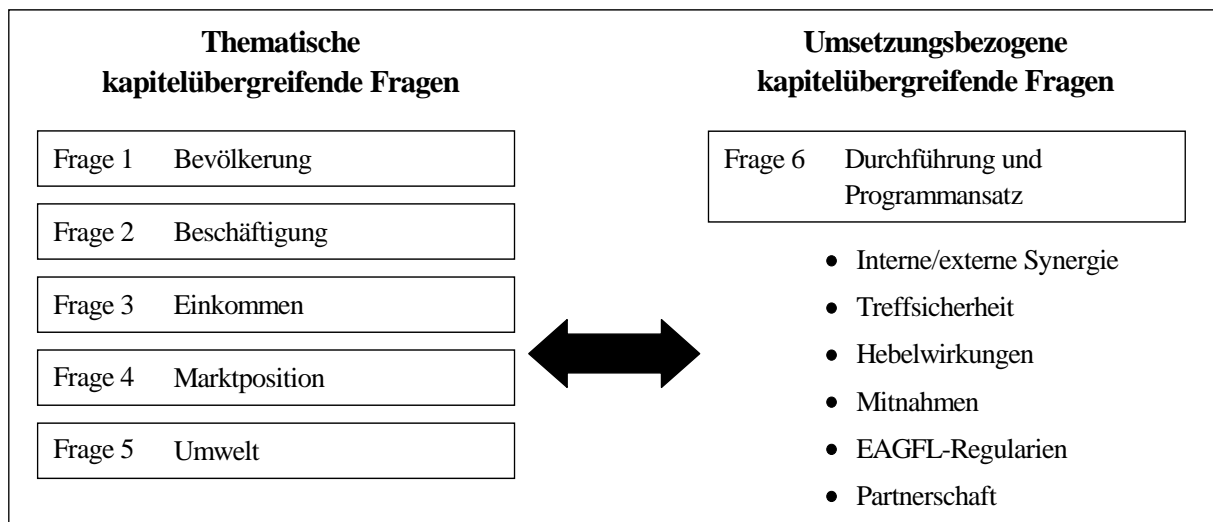 Thematische
kapitelübergreifende Fragen
Frage 1 Bevölkerung
Frage 2 Beschäftigung
Frage 3 Einkommen
Frage 4 Marktposition
Frage 5 Umwelt
Umsetzungsbezogene
kapitelübergreifende Fragen
Frage 6 Durchführung und
Programmansatz
• Interne/externe Synergie
• Treffsicherheit
• Hebelwirkungen
• Mitnahmen
• EAGFL-Regularien
• Partnerschaft